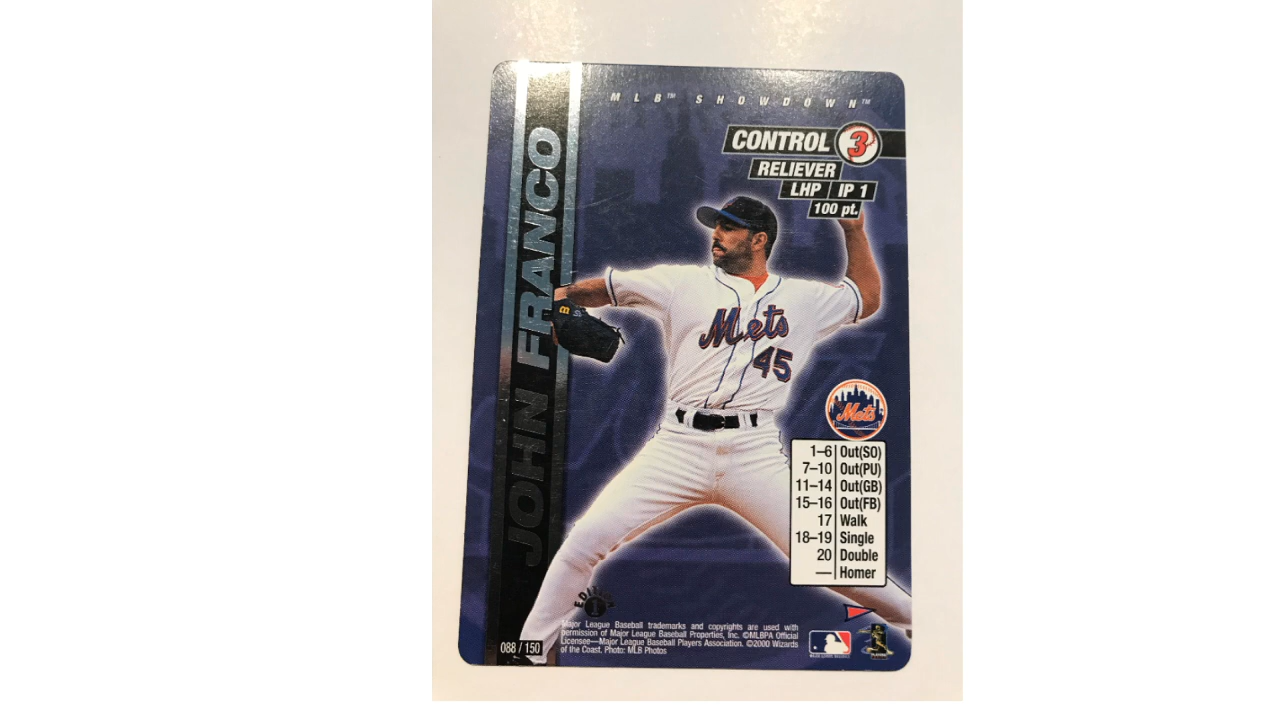 MLB™ SHOWDOWN™
CONTROL 3
RELIEVER
LHP IP 1
100 pt.
JOHN FRANCO
Mets
45
Mets
1–6 Out(SO)
7–10 Out(PU)
11–14 Out(GB)
15–16 Out(FB)
17 Walk
18–19 Single
20 Double
— Homer
EDITION
1
Major League Baseball trademarks and copyrights are used with
permission of Major League Baseball Properties, Inc. ©MLBPA Official
Licensee—Major League Baseball Players Association. ©2000 Wizards
of the Coast. Photo: MLB Photos
088 / 150